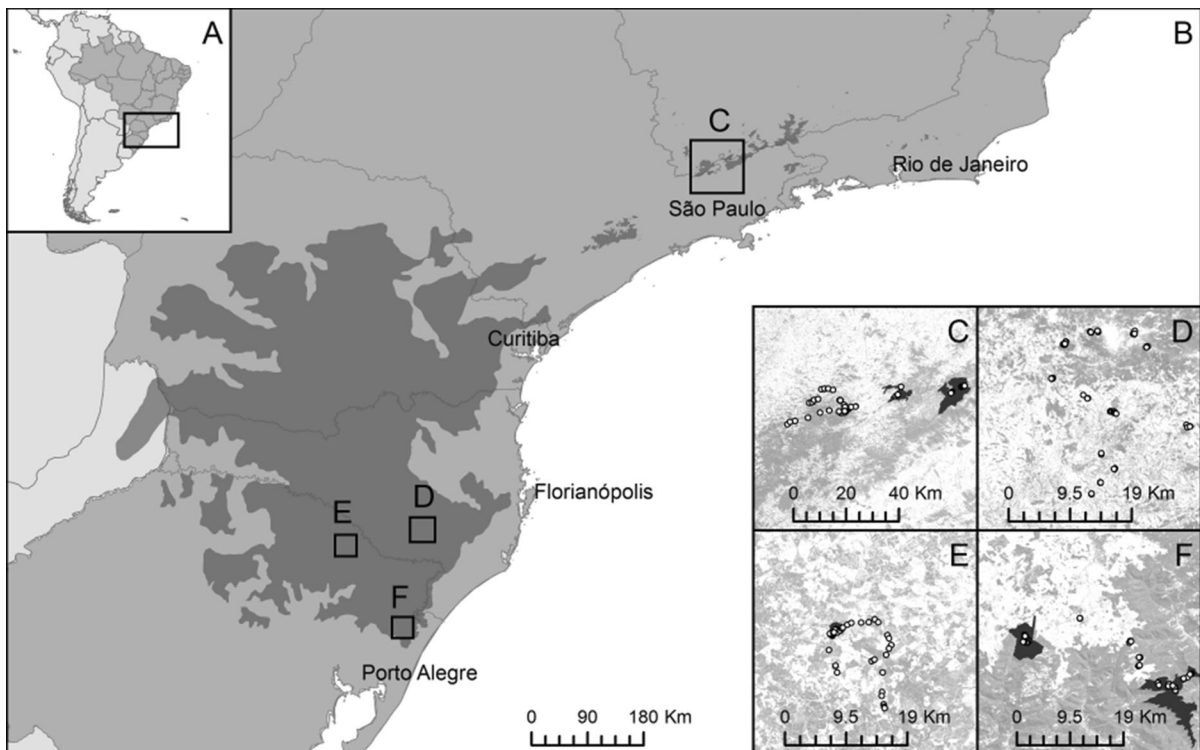 A
B
C
Rio de Janeiro
São Paulo
Curitiba
Florianópolis
D
E
F
Porto Alegre
0 90 180 Km
C
0 20 40 Km
D
0 9.5 19 Km
E
0 9.5 19 Km
F
0 9.5 19 Km